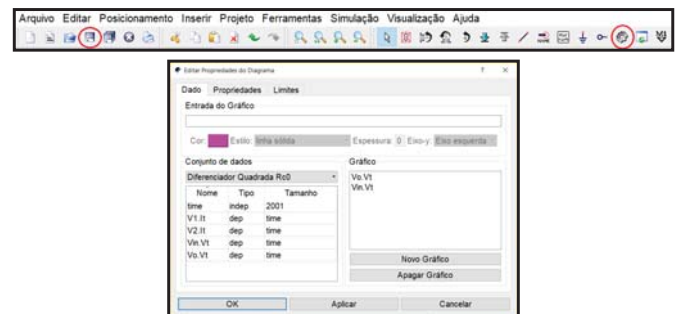 Arquivo Editar Posicionamento Inserir Projeto Ferramentas Simulação Visualização Ajuda
Editar Propriedades do Diagrama
Dado Propriedades Limites
Entrada do Gráfico
Cor: Estilo: linha sólida Espessura: 0 Eixo-y: Eixo esquerda
Conjunto de dados Gráfico
Diferenciador Quadrada Rc0
Vo.Vt
Vin.Vt
Nome Tipo Tamanho
time indep 2001
V1.It dep time
V2.It dep time
Vin.Vt dep time
Vo.Vt dep time
Novo Gráfico
Apagar Gráfico
OK Aplicar Cancelar